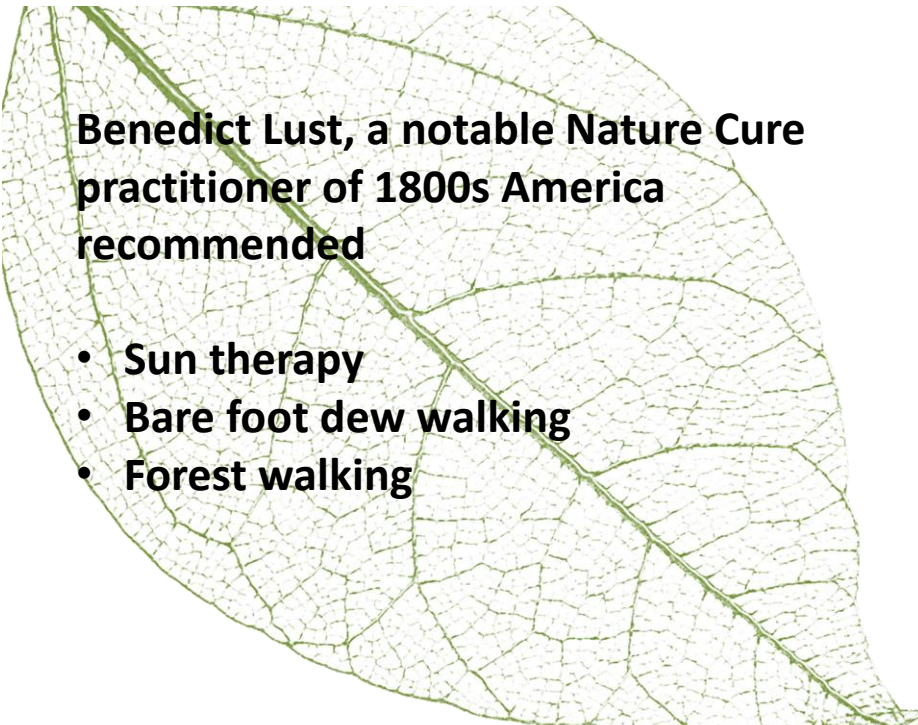 Benedict Lust, a notable Nature Cure
practitioner of 1800s America
recommended
• Sun therapy
• Bare foot dew walking
• Forest walking